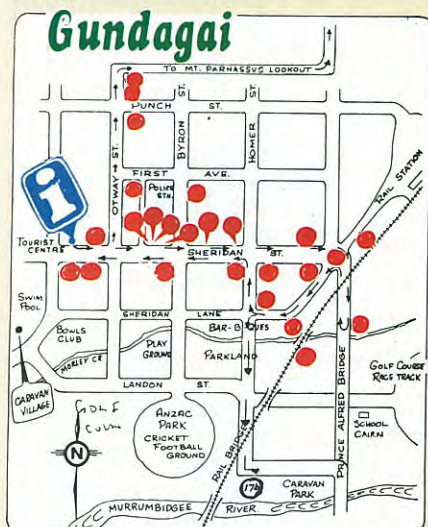 Gundagai
TO MT. PARNASSUS LOOKOUT
PUNCH ST.
OTWAY ST.
BYRON ST.
HOMER ST.
FIRST AVE.
POLICE STN.
RAIL STATION
i
TOURIST CENTRE
SHERIDAN ST.
SWIM POOL
SHERIDAN LANE
BAR-B-QUES
BOWLS CLUB
PLAY GROUND
PARKLAND
MORLEY CR
GOLF COURSE
RACE TRACK
LANDON ST.
CARAVAN VILLAGE
GOLF
ANZAC PARK
CRICKET
FOOTBALL
GROUND
PRINCE ALFRED BRIDGE
SCHOOL
CAIRN
N
RAIL BRIDGE
CARAVAN PARK
MURRUMBIDGEE RIVER